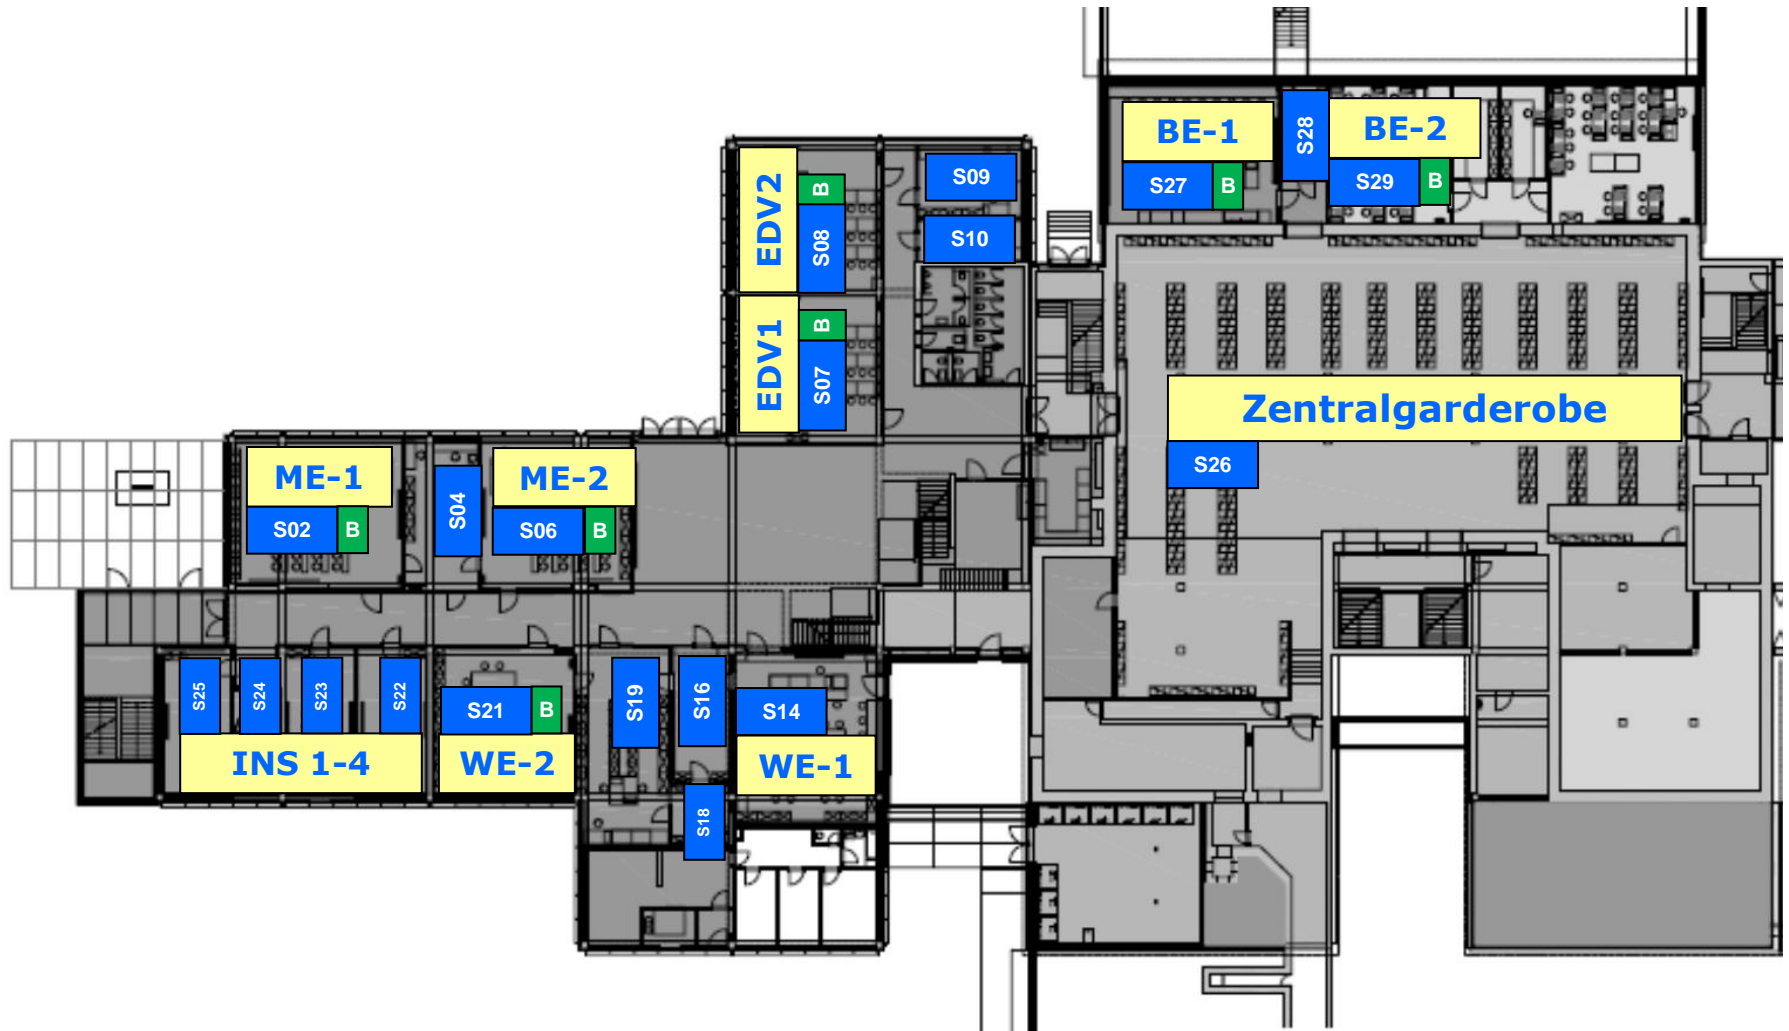 BE-1
S27
B
S28
BE-2
S29
B
EDV2
B
S08
S09
S10
EDV1
B
S07
Zentralgarderobe
S26
ME-1
S02
B
S04
ME-2
S06
B
S25
S24
S23
S22
INS 1-4
S21
B
WE-2
S19
S16
S18
S14
WE-1